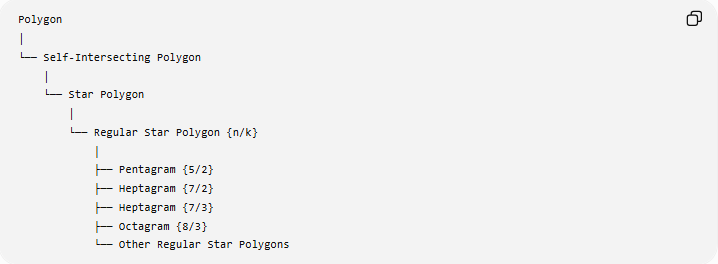 Polygon
│
└── Self-Intersecting Polygon
    │
    └── Star Polygon
        │
        └── Regular Star Polygon {n/k}
            │
            ├── Pentagram {5/2}
            ├── Heptagram {7/2}
            ├── Heptagram {7/3}
            ├── Octagram {8/3}
            └── Other Regular Star Polygons